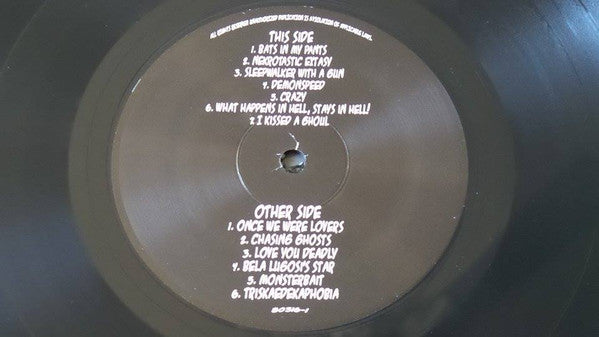 ALL RIGHTS RESERVED UNAUTHORIZED DUPLICATION IS A VIOLATION OF APPLICABLE LAWS.
THIS SIDE
1. BATS IN MY PANTS
2. NEKROTASTIC EXTASY
3. SLEEPWALKER WITH A GUN
4. DEMONSPEED
5. CRAZY
6. WHAT HAPPENS IN HELL, STAYS IN HELL!
7. I KISSED A GHOUL
OTHER SIDE
1. ONCE WE WERE LOVERS
2. CHASING GHOSTS
3. LOVE YOU DEADLY
4. BELA LUGOSI'S STAR
5. MONSTERBAIT
6. TRISKAEDEKAPHOBIA
80316-1